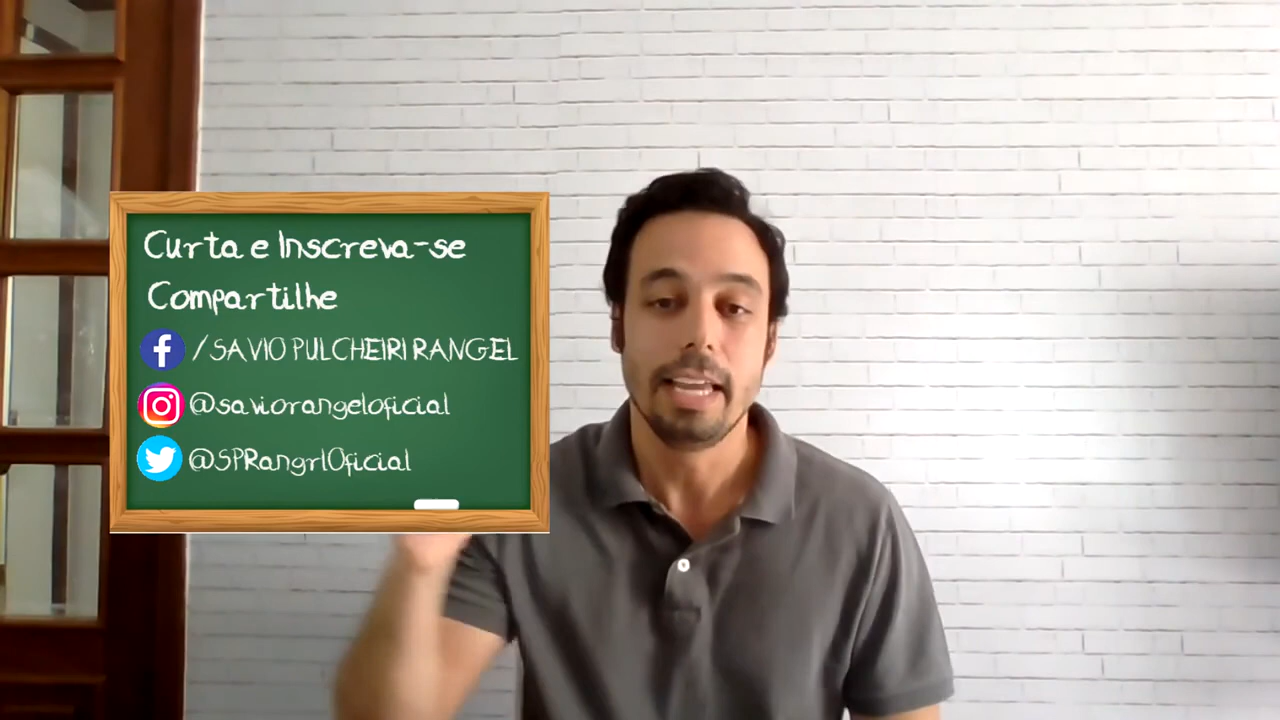 Curta e Inscreva-se
Compartilhe
/SAVIO PULCHEIRI RANGEL
@saviorangeloficial
@SPRangrlOficial